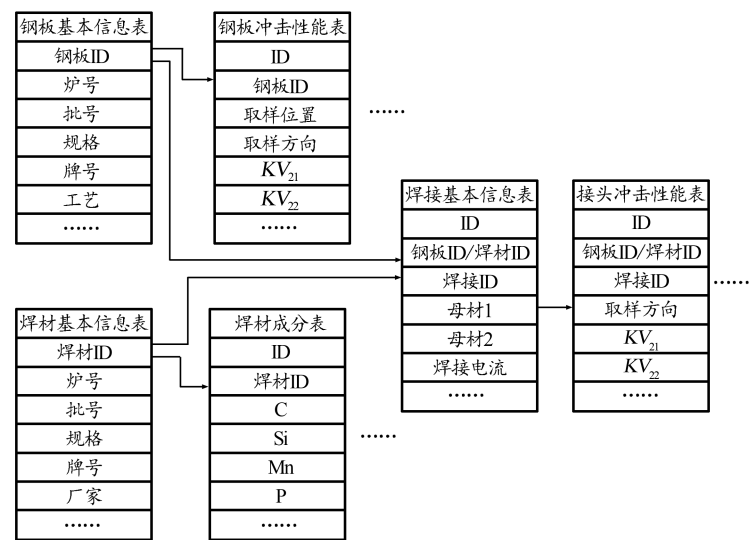 钢板基本信息表
钢板ID
炉号
批号
规格
牌号
工艺
……
钢板冲击性能表
ID
钢板ID
取样位置
取样方向
KV₂₁
KV₂₂
……
……
焊材基本信息表
焊材ID
炉号
批号
规格
牌号
厂家
……
焊材成分表
ID
焊材ID
C
Si
Mn
P
……
……
焊接基本信息表
ID
钢板ID/焊材ID
焊接ID
母材1
母材2
焊接电流
……
接头冲击性能表
ID
钢板ID/焊材ID
焊接ID
取样方向
KV₂₁
KV₂₂
……
……